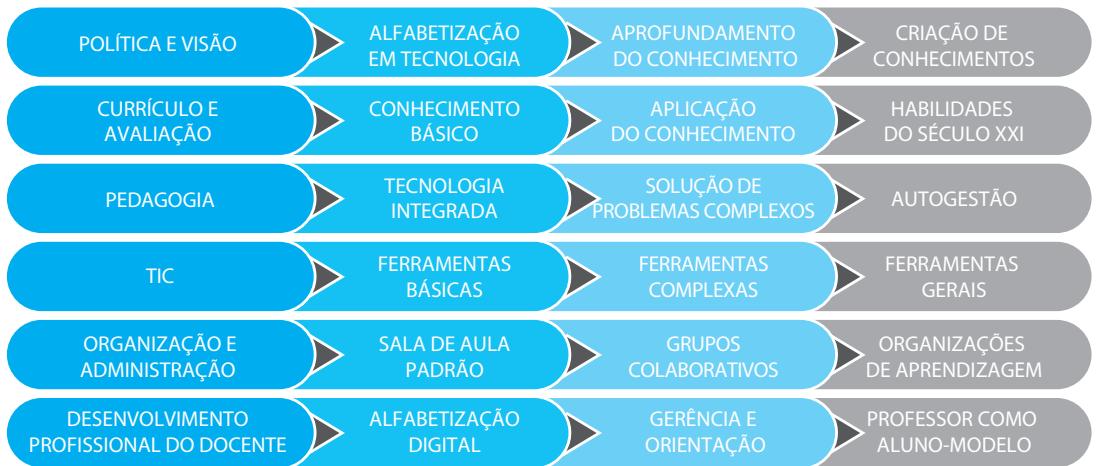 POLÍTICA E VISÃO
ALFABETIZAÇÃO
EM TECNOLOGIA
APROFUNDAMENTO
DO CONHECIMENTO
CRIAÇÃO DE
CONHECIMENTOS
CURRÍCULO E
AVALIAÇÃO
CONHECIMENTO
BÁSICO
APLICAÇÃO
DO CONHECIMENTO
HABILIDADES
DO SÉCULO XXI
PEDAGOGIA
TECNOLOGIA
INTEGRADA
SOLUÇÃO DE
PROBLEMAS COMPLEXOS
AUTOGESTÃO
TIC
FERRAMENTAS
BÁSICAS
FERRAMENTAS
COMPLEXAS
FERRAMENTAS
GERAIS
ORGANIZAÇÃO E
ADMINISTRAÇÃO
SALA DE AULA
PADRÃO
GRUPOS
COLABORATIVOS
ORGANIZAÇÕES
DE APRENDIZAGEM
DESENVOLVIMENTO
PROFISSIONAL DO DOCENTE
ALFABETIZAÇÃO
DIGITAL
GERÊNCIA E
ORIENTAÇÃO
PROFESSOR COMO
ALUNO-MODELO